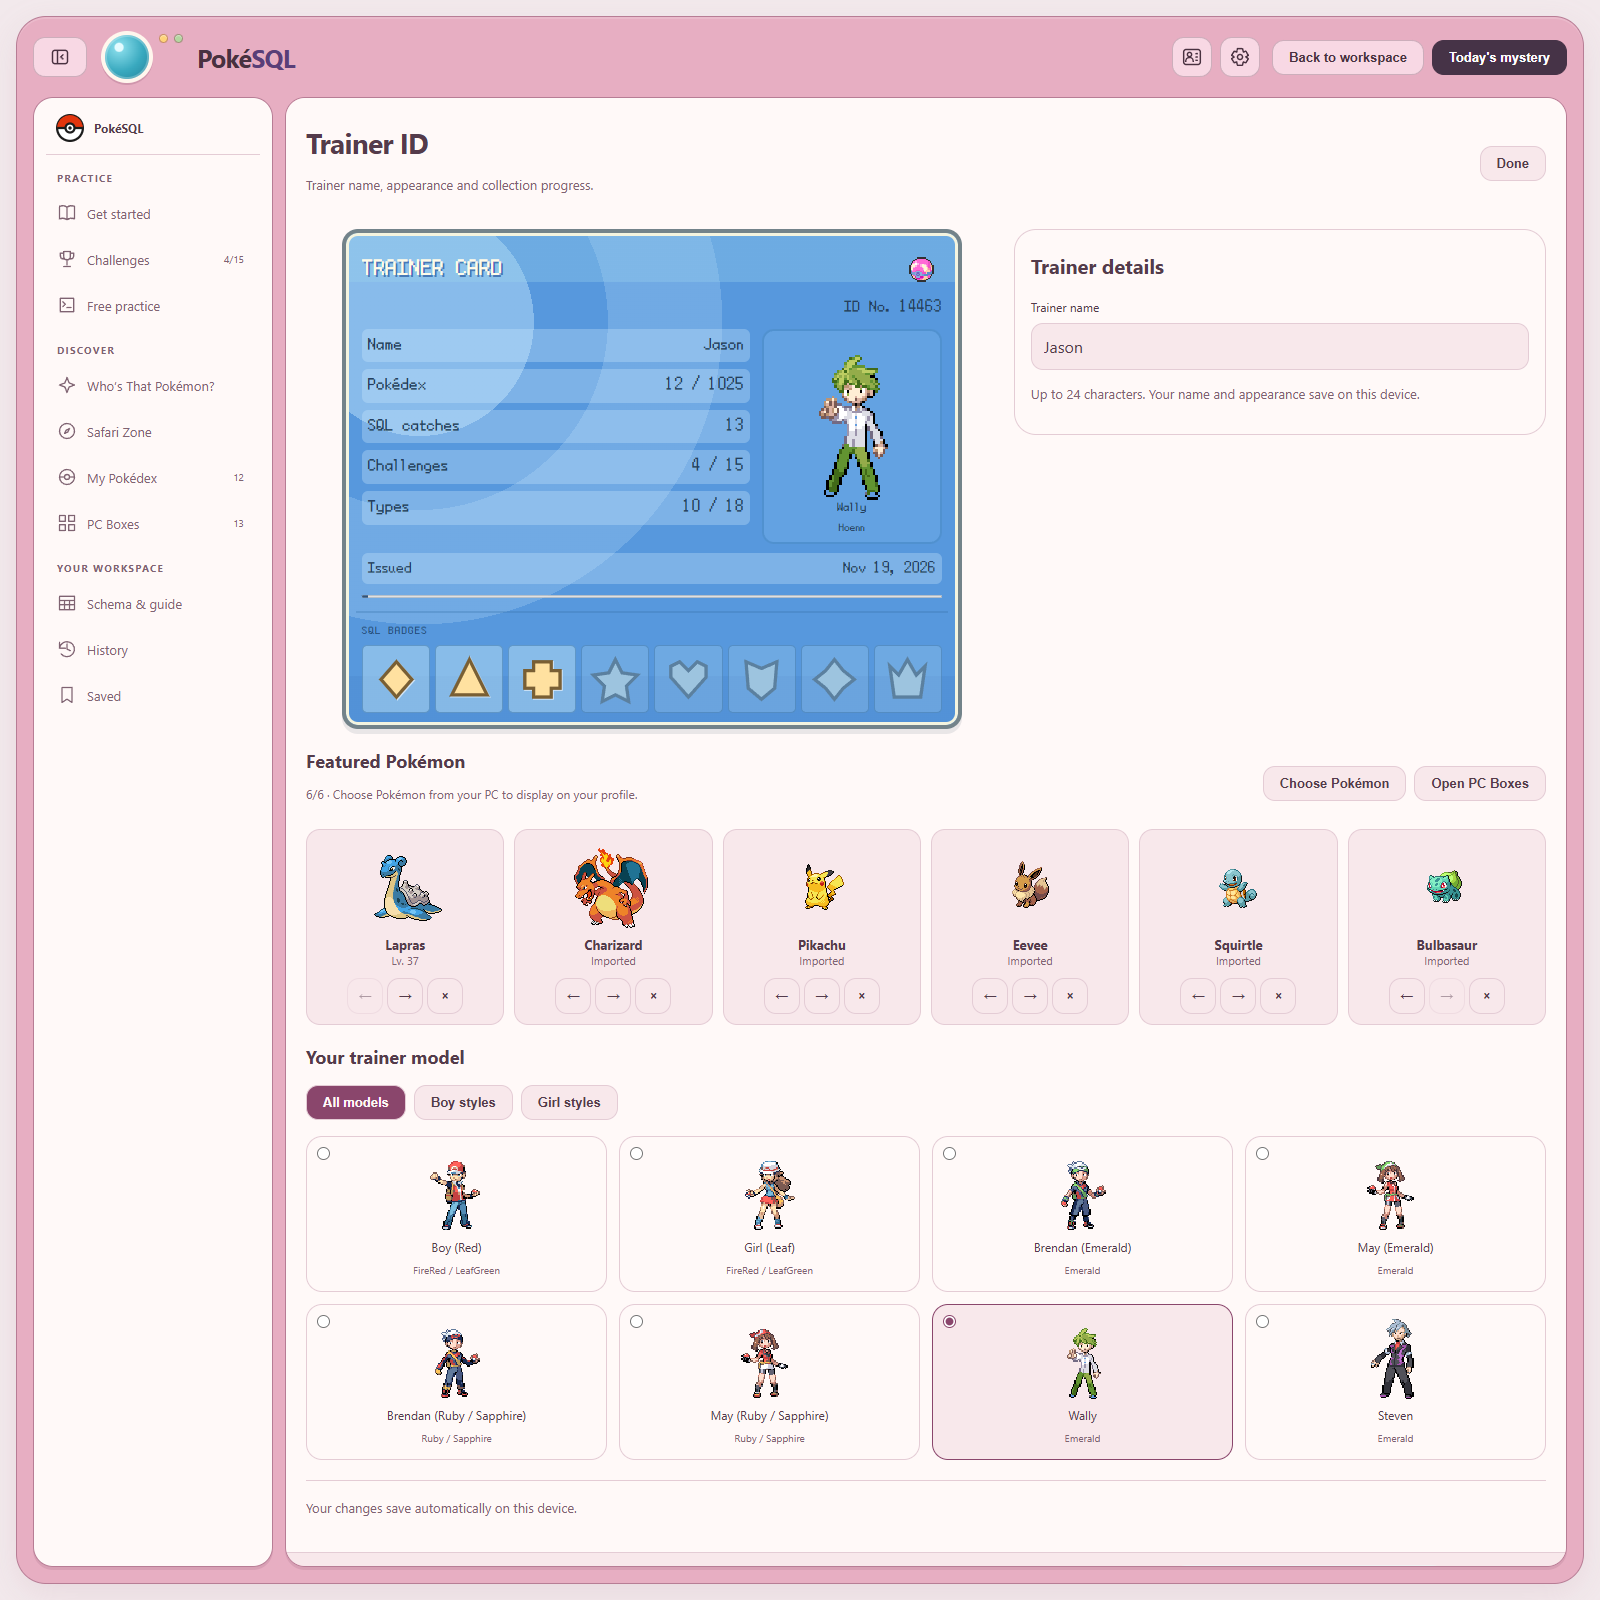 PokéSQL
Back to workspace
Today's mystery
PokéSQL
PRACTICE
Get started
Challenges 4/15
Free practice
DISCOVER
Who's That Pokémon?
Safari Zone
My Pokédex 12
PC Boxes 13
YOUR WORKSPACE
Schema & guide
History
Saved
Trainer ID
Trainer name, appearance and collection progress.
Done
TRAINER CARD
ID No. 14463
Name Jason
Pokédex 12 / 1025
SQL catches 13
Challenges 4 / 15
Types 10 / 18
Wally
Hoenn
Issued Nov 19, 2026
SQL BADGES
Trainer details
Trainer name
Jason
Up to 24 characters. Your name and appearance save on this device.
Featured Pokémon
6/6 · Choose Pokémon from your PC to display on your profile.
Choose Pokémon
Open PC Boxes
Lapras
Lv. 37
← → ×
Charizard
Imported
← → ×
Pikachu
Imported
← → ×
Eevee
Imported
← → ×
Squirtle
Imported
← → ×
Bulbasaur
Imported
← → ×
Your trainer model
All models
Boy styles
Girl styles
Boy (Red)
FireRed / LeafGreen
Girl (Leaf)
FireRed / LeafGreen
Brendan (Emerald)
Emerald
May (Emerald)
Emerald
Brendan (Ruby / Sapphire)
Ruby / Sapphire
May (Ruby / Sapphire)
Ruby / Sapphire
Wally
Emerald
Steven
Emerald
Your changes save automatically on this device.